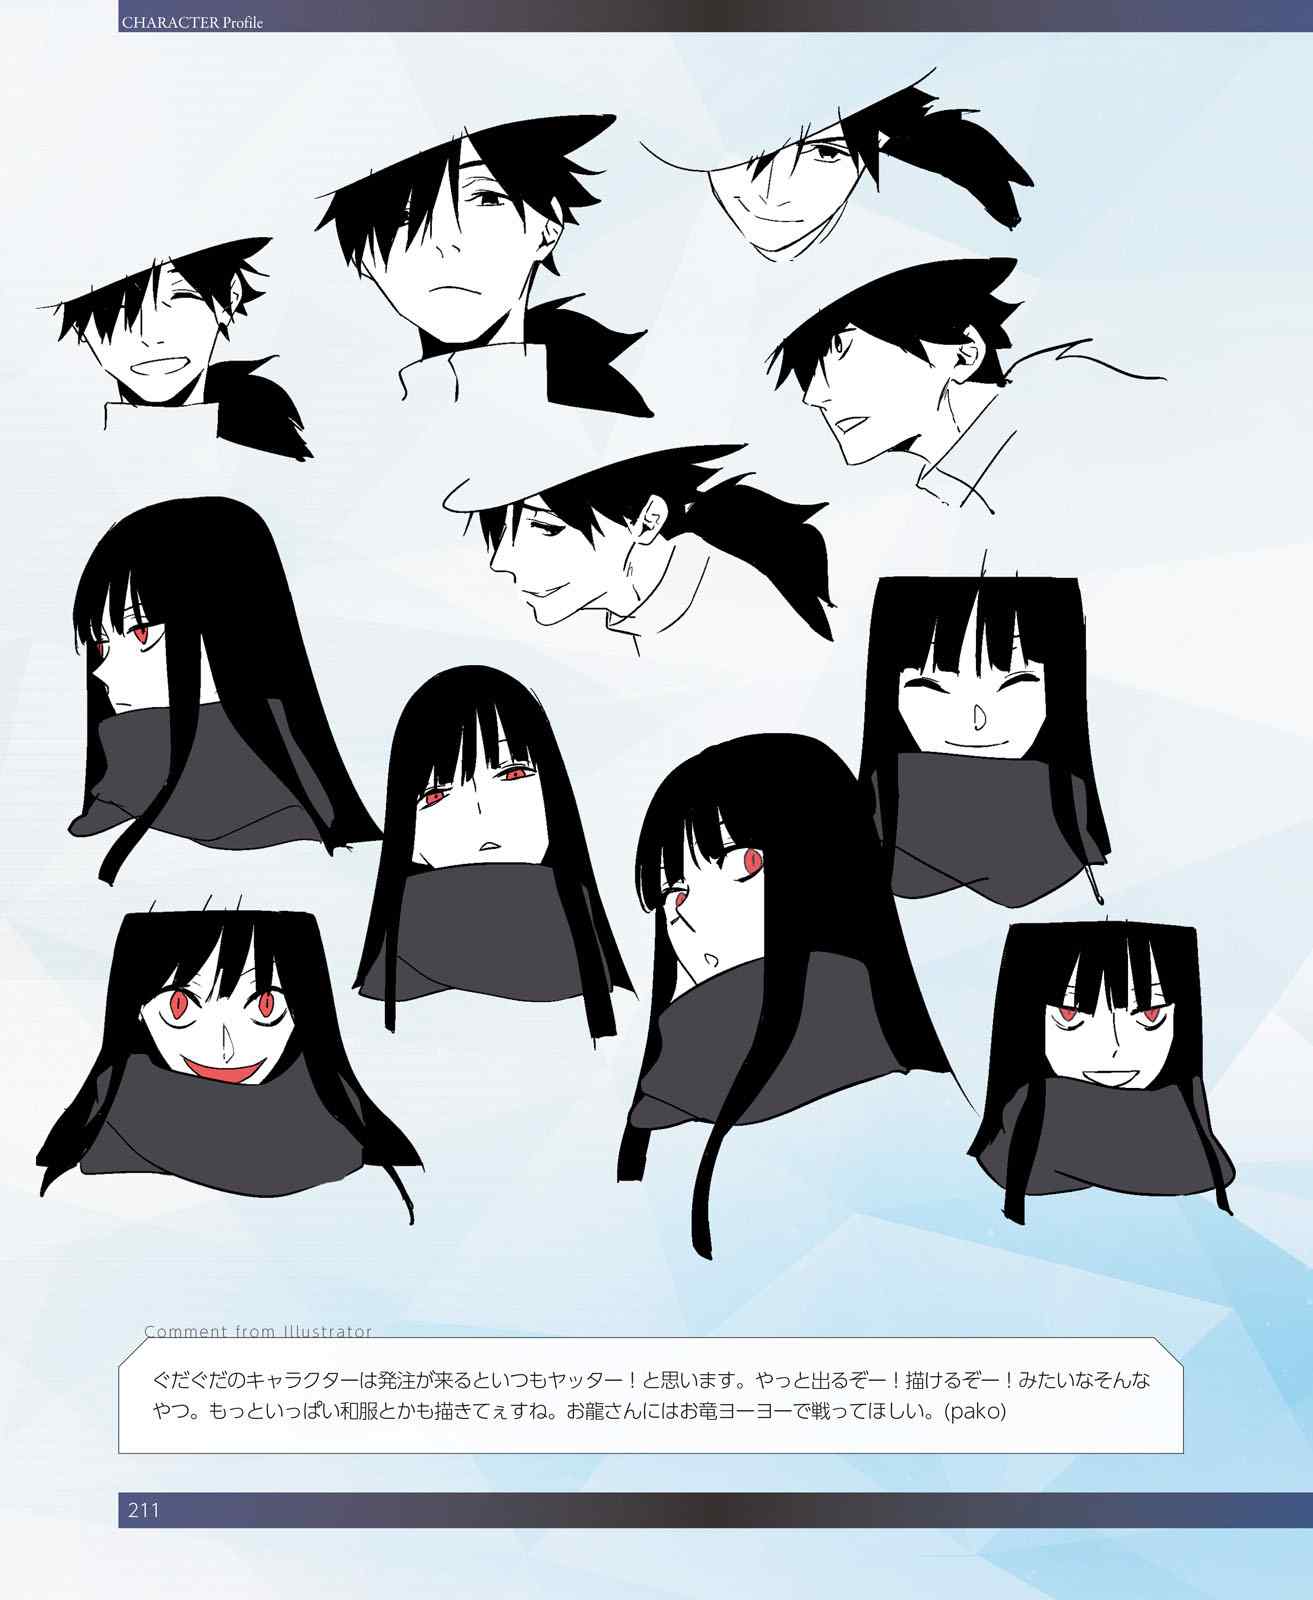 CHARACTER Profile
Comment from Illustrator
ぐだぐだのキャラクターは発注が来るといつもヤッター！と思います。やっと出るぞー！描けるぞー！みたいなそんな
やつ。もっといっぱい和服とかも描きてぇすね。お龍さんにはお竜ヨーヨーで戦ってほしい。(pako)
211